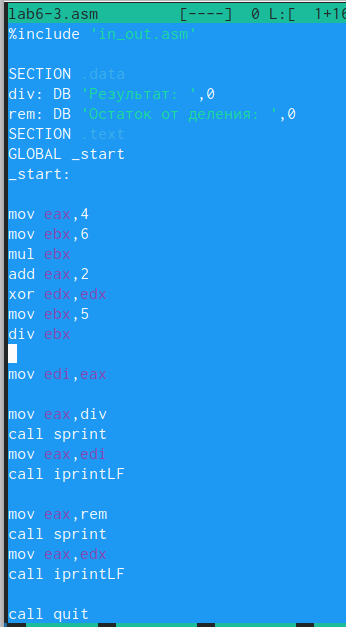 lab6-3.asm [----] 0 L:[ 1+16
%include 'in_out.asm'
SECTION .data
div: DB 'Результат: ',0
rem: DB 'Остаток от деления: ',0
SECTION .text
GLOBAL _start
_start:
mov eax,4
mov ebx,6
mul ebx
add eax,2
xor edx,edx
mov ebx,5
div ebx
mov edi,eax
mov eax,div
call sprint
mov eax,edi
call iprintLF
mov eax,rem
call sprint
mov eax,edx
call iprintLF
call quit